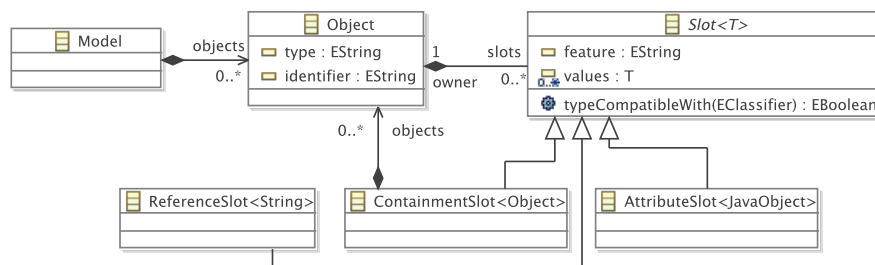 Model
objects
0..*
Object
type : EString
identifier : EString
1
slots
owner
0..*
Slot<T>
feature : EString
values : T
0..*
typeCompatibleWith(EClassifier) : EBoolean
0..*
objects
ReferenceSlot<String>
ContainmentSlot<Object>
AttributeSlot<JavaObject>